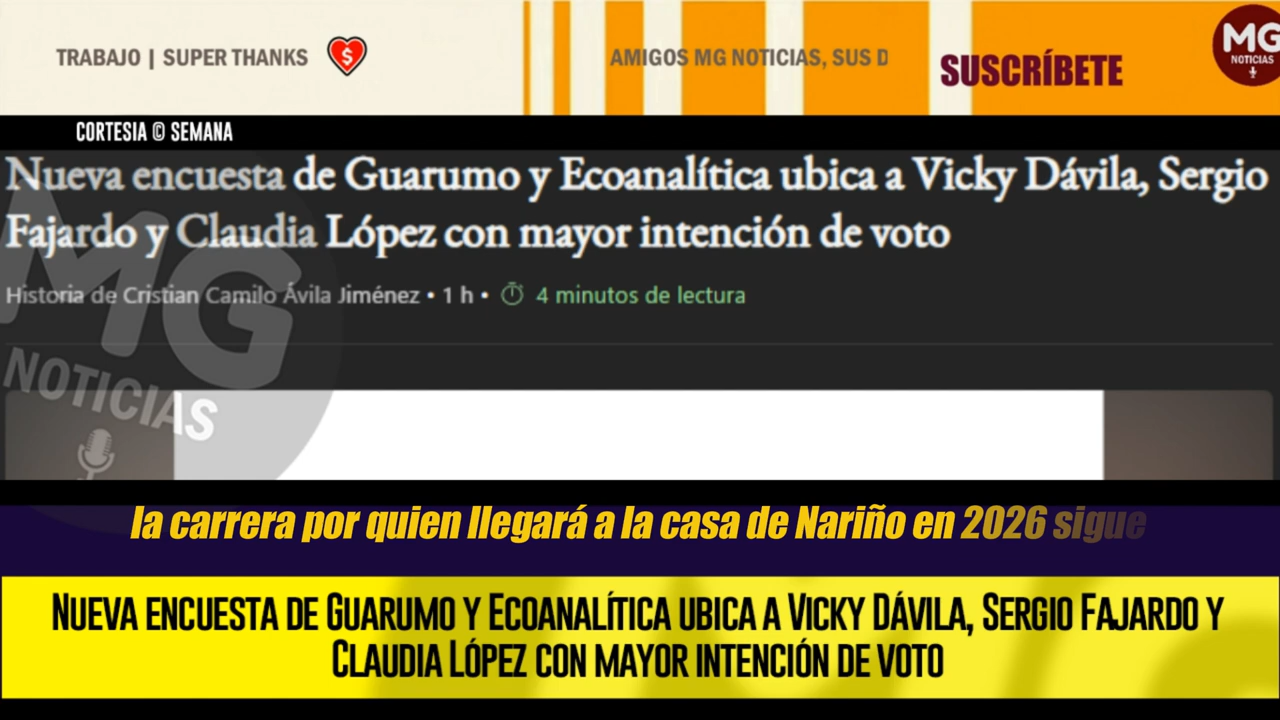 TRABAJO | SUPER THANKS
AMIGOS MG NOTICIAS, SUS D
SUSCRÍBETE
MG
NOTICIAS
CORTESIA © SEMANA
Nueva encuesta de Guarumo y Ecoanalítica ubica a Vicky Dávila, Sergio
Fajardo y Claudia López con mayor intención de voto
Historia de Cristian Camilo Ávila Jiménez • 1 h • 4 minutos de lectura
MG
NOTICIAS
la carrera por quien llegará a la casa de Nariño en 2026 sigue
NUEVA ENCUESTA DE GUARUMO Y ECOANALÍTICA UBICA A VICKY DÁVILA, SERGIO FAJARDO Y
CLAUDIA LÓPEZ CON MAYOR INTENCIÓN DE VOTO